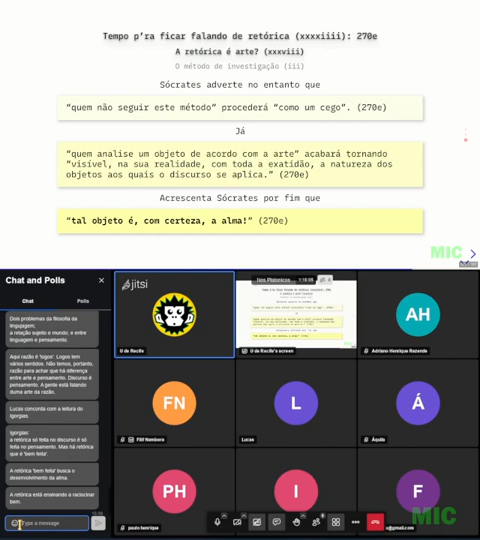 Tempo p'ra ficar falando de retórica (xxxxiiii): 270e
A retórica é arte? (xxxviii)
O método de investigação (iii)
Sócrates adverte no entanto que
“quem não seguir este método” procederá “como um cego”. (270e)
Já
“quem analise um objeto de acordo com a arte” acabará tornando
“visível, na sua realidade, com toda a exatidão, a natureza dos
objetos aos quais o discurso se aplica.” (270e)
Acrescenta Sócrates por fim que
“tal objeto é, com certeza, a alma!” (270e)
MIC
Chat and Polls
Chat
Polls
Dois problemas da filosofia da
linguagem:
a relação sujeito e mundo; e entre
linguagem e pensamento.
Aqui razão é 'logos'. Logos tem
vários sentidos. Não temos, portanto,
razão para achar que há diferença
entre arte e pensamento. Discurso é
pensamento. A gente está falando
duma arte da razão.
Lucas concorda com a leitura do
Igorgias.
Igorgias:
a retórica só feita no discurso é só
feita no pensamento. Mas há retórica
que é 'bem feita'.
A retórica 'bem feita' busca o
desenvolvimento da alma.
A retórica está ensinando a raciocinar
bem.
Type a message
jitsi
U de Recife
Nos Platonicos
U de Recife's screen
AH
Adriano Henrique Rezende
FN
Filif Nambera
L
Lucas
Á
Áquila
PH
paulo henrique
I
F
@gmail.com
MIC